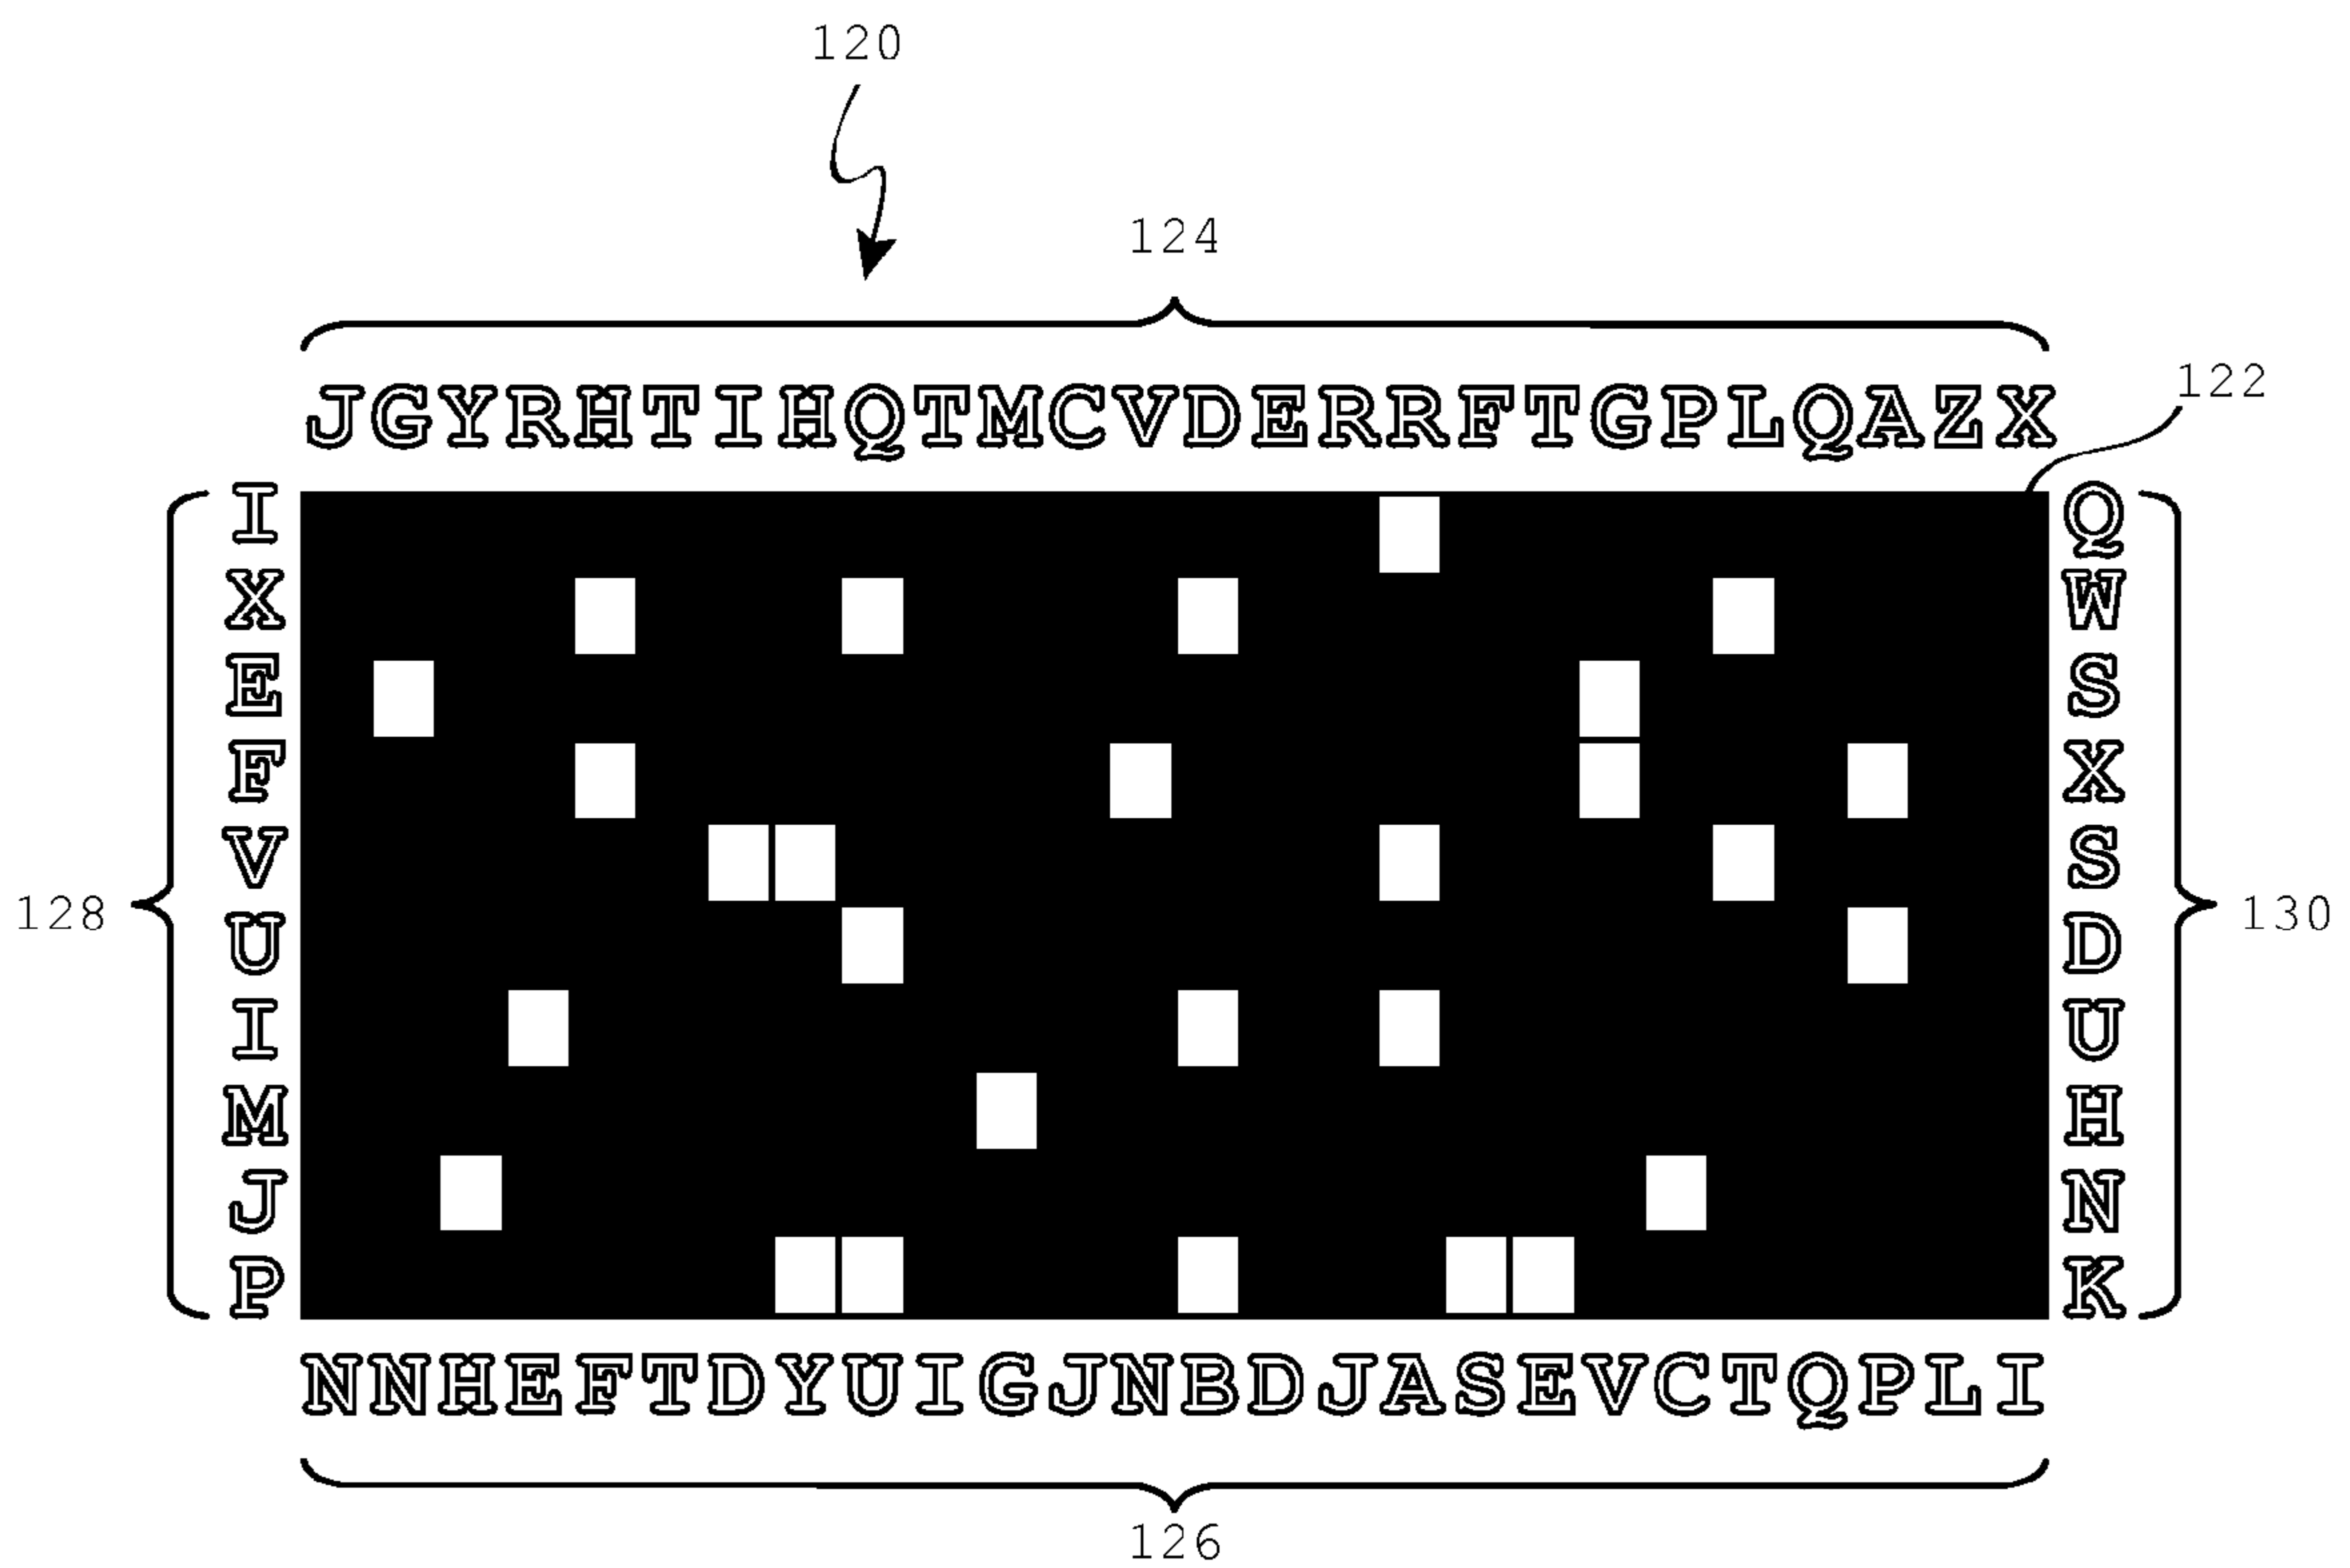 120
124
JGYRHTIHQTMCVDERRFTGPLQAZX
122
I Q
X W
E S
F X
V S
128 130
U D
I U
M H
J N
P K
NNHEFTDYUIGJNBDJASEVCTQPLI
126